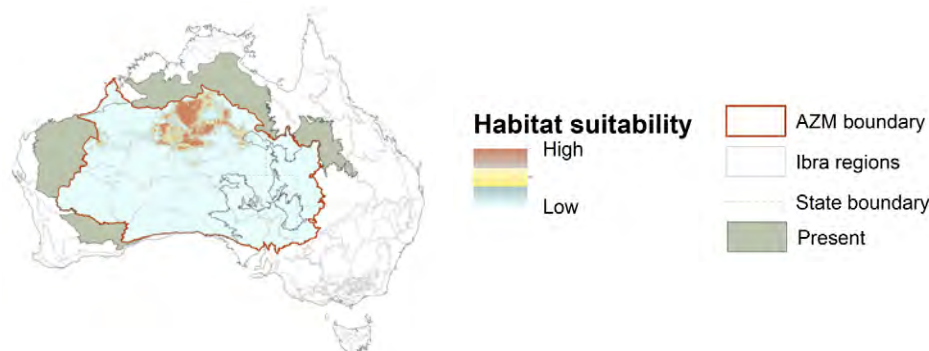 Habitat suitability
High
Low
AZM boundary
Ibra regions
State boundary
Present